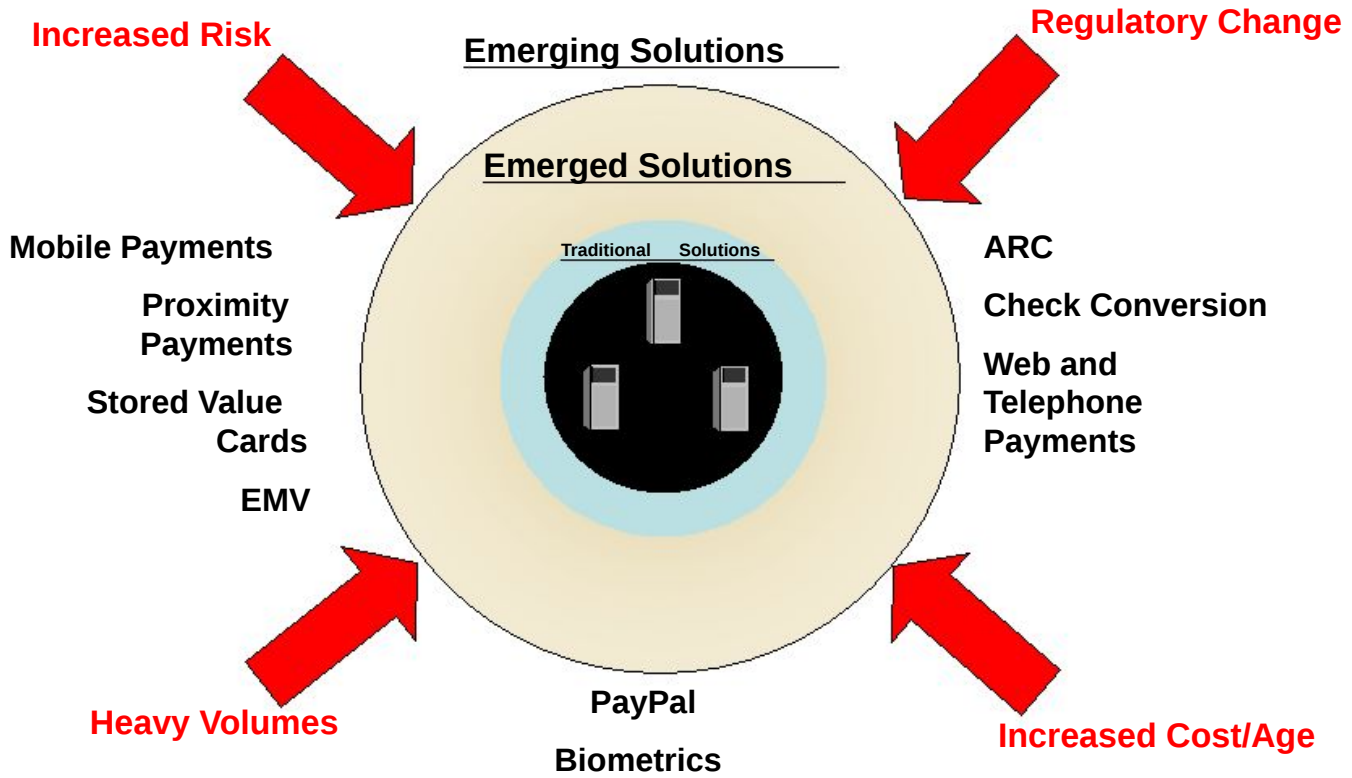 Increased Risk
Regulatory Change
Emerging Solutions
Emerged Solutions
Traditional Solutions
Mobile Payments
Proximity
Payments
Stored Value
Cards
EMV
ARC
Check Conversion
Web and
Telephone
Payments
Heavy Volumes
PayPal
Biometrics
Increased Cost/Age